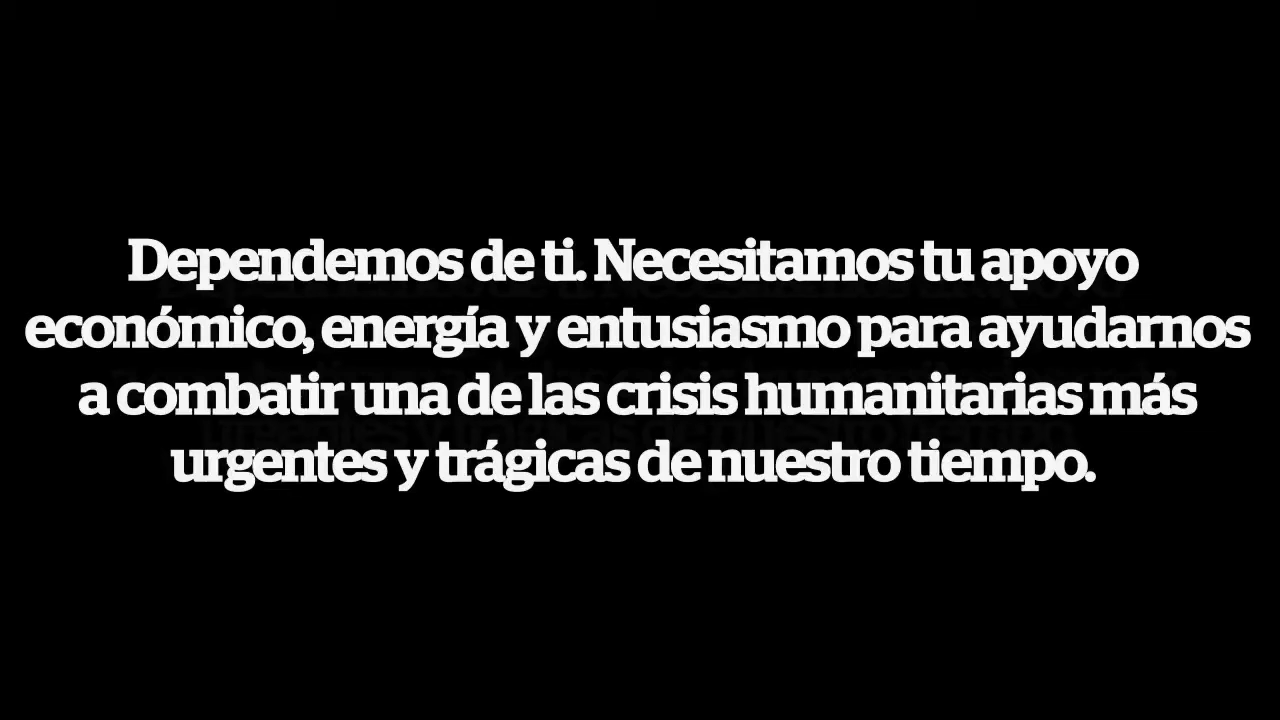 Dependemos de ti. Necesitamos tu apoyo
económico, energía y entusiasmo para ayudarnos
a combatir una de las crisis humanitarias más
urgentes y trágicas de nuestro tiempo.